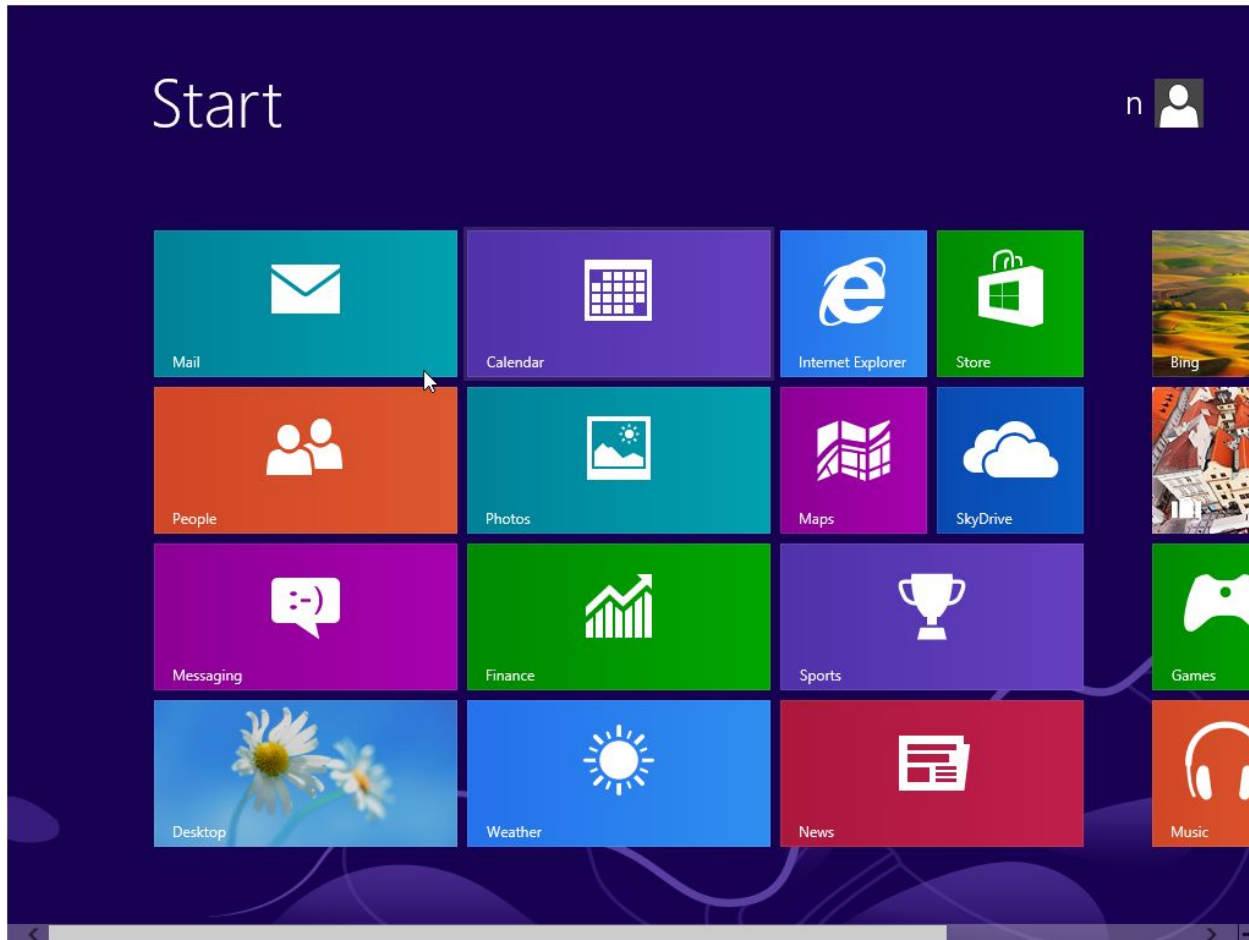 Start
n
Mail
Calendar
Internet Explorer
Store
Bing
People
Photos
Maps
SkyDrive
Messaging
:-)
Finance
Sports
Games
Desktop
Weather
News
Music